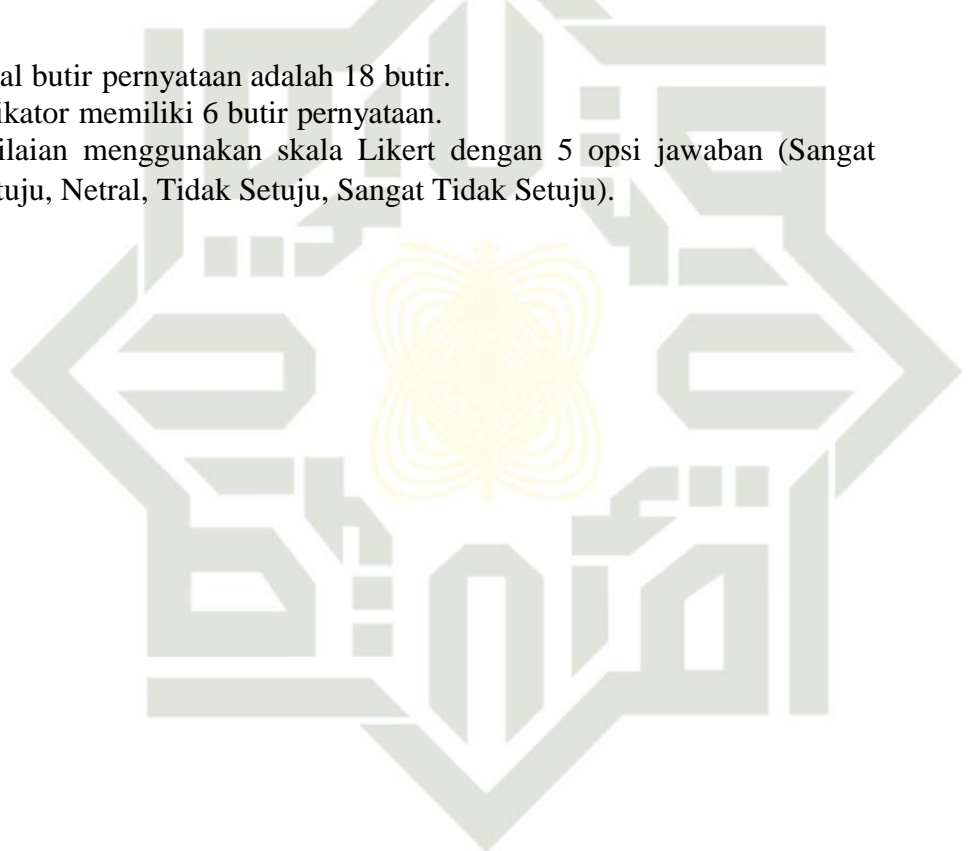 al butir pernyataan adalah 18 butir.
ikator memiliki 6 butir pernyataan.
ilaian menggunakan skala Likert dengan 5 opsi jawaban (Sangat
tuju, Netral, Tidak Setuju, Sangat Tidak Setuju).